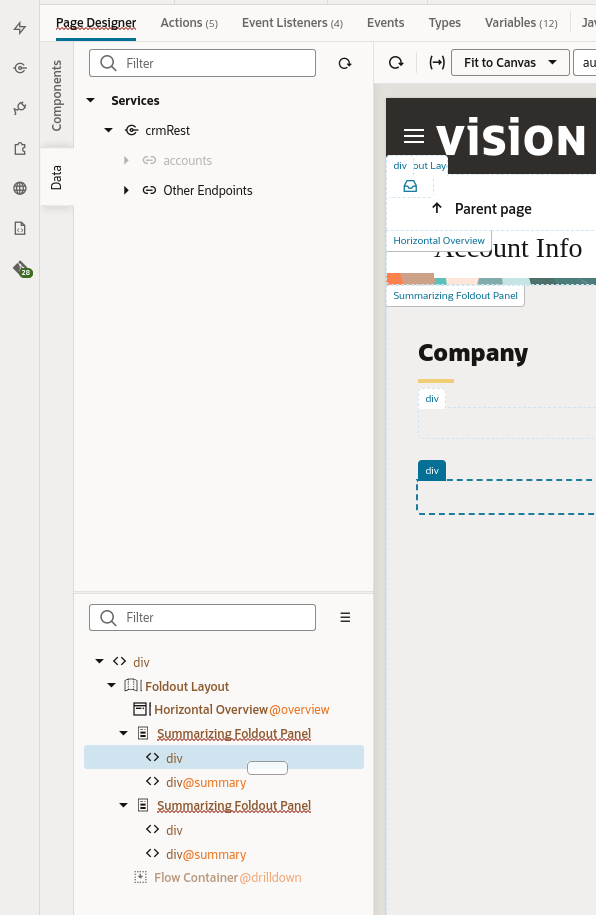 Page Designer
Actions (5)
Event Listeners (4)
Events
Types
Variables (12)
Components
Data
28
Filter
Services
crmRest
accounts
Other Endpoints
Fit to Canvas
au
vision
div
out Lay
Parent page
Horizontal Overview
Account Info
Summarizing Foldout Panel
Company
div
div
Filter
div
Foldout Layout
Horizontal Overview@overview
Summarizing Foldout Panel
div
div@summary
Summarizing Foldout Panel
div
div@summary
Flow Container@drilldown